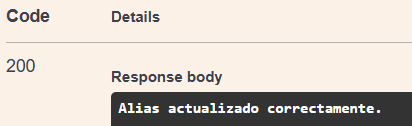 Code Details
200
Response body
Alias actualizado correctamente.